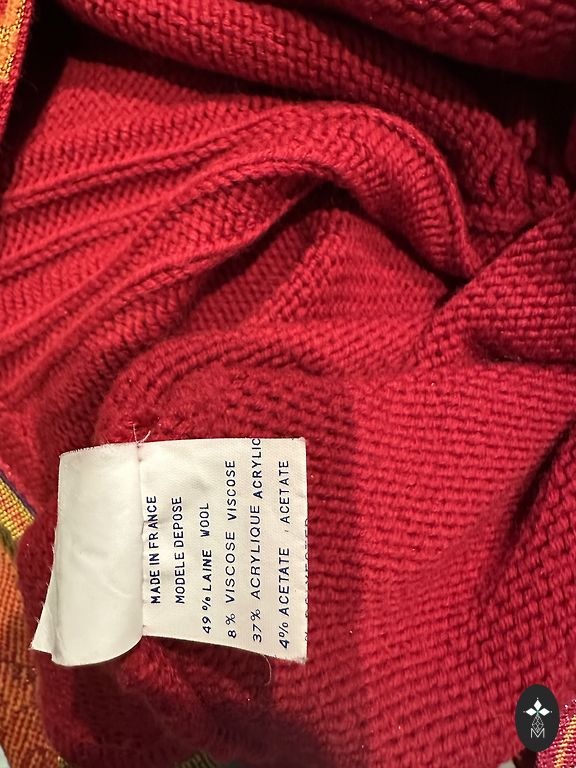 MADE IN FRANCE
MODELE DEPOSE
49% LAINE WOOL
8% VISCOSE VISCOSE
37% ACRYLIQUE ACRYLIC
4% ACETATE , ACETATE
M